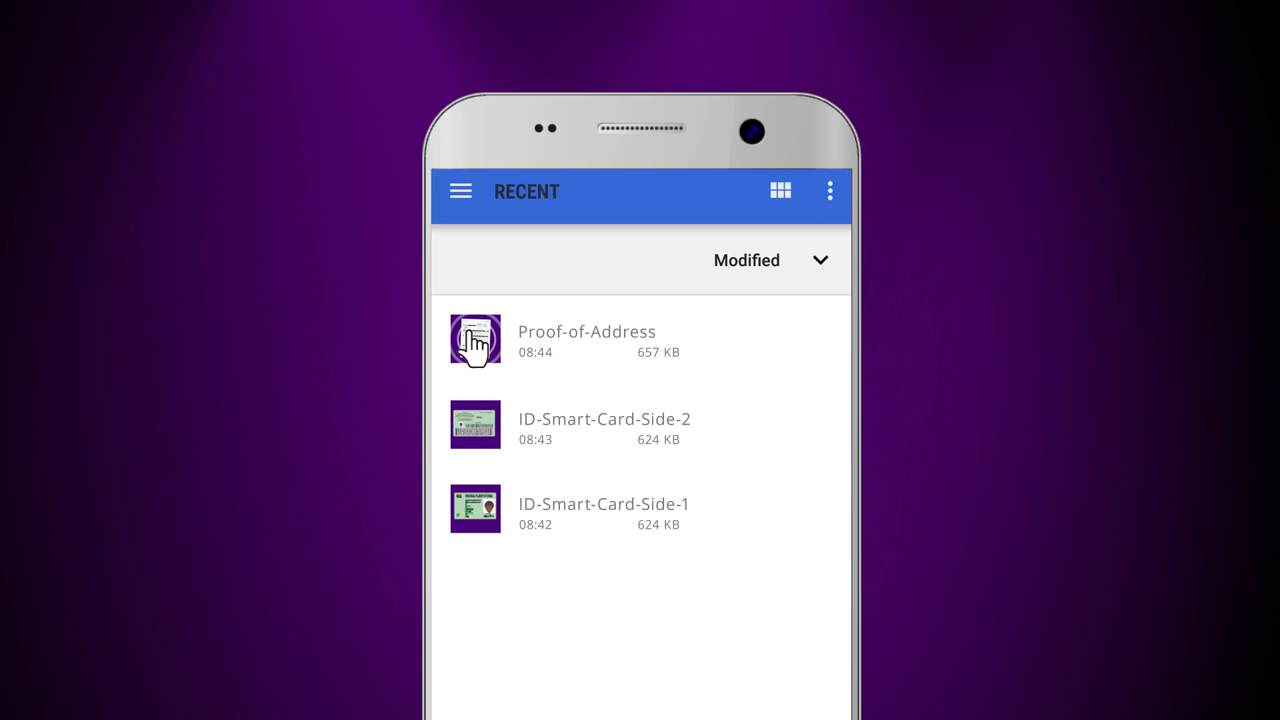 RECENT
Modified
Proof-of-Address
08:44 657 KB
ID-Smart-Card-Side-2
08:43 624 KB
ID-Smart-Card-Side-1
08:42 624 KB